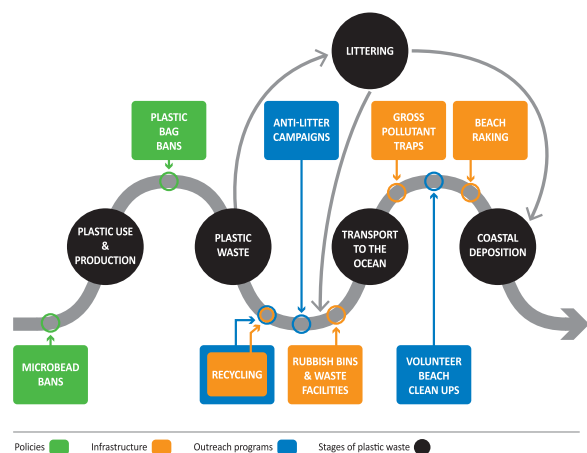 LITTERING
PLASTIC
BAG
BANS
ANTI-LITTER
CAMPAIGNS
GROSS
POLLUTANT
TRAPS
BEACH
RAKING
PLASTIC USE
&
PRODUCTION
PLASTIC
WASTE
TRANSPORT
TO THE
OCEAN
COASTAL
DEPOSITION
MICROBEAD
BANS
RECYCLING
RUBBISH BINS
& WASTE
FACILITIES
VOLUNTEER
BEACH
CLEAN UPS
Policies
Infrastructure
Outreach programs
Stages of plastic waste